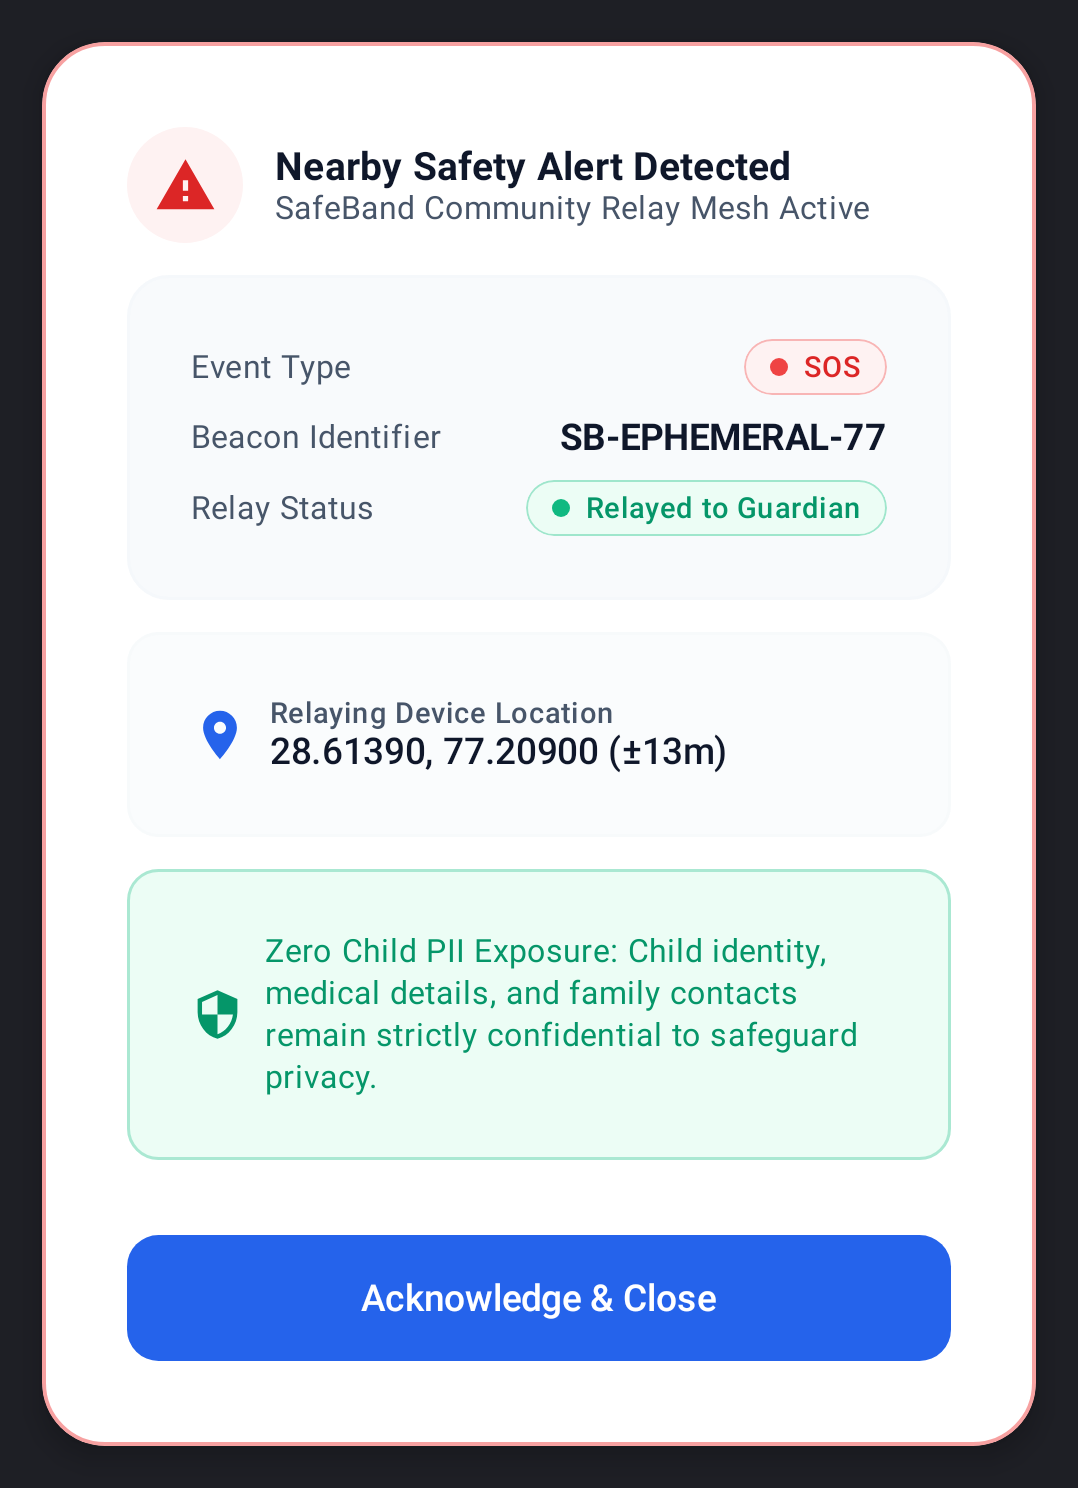 Nearby Safety Alert Detected
SafeBand Community Relay Mesh Active
Event Type
SOS
Beacon Identifier
SB-EPHEMERAL-77
Relay Status
Relayed to Guardian
Relaying Device Location
28.61390, 77.20900 (±13m)
Zero Child PII Exposure: Child identity,
medical details, and family contacts
remain strictly confidential to safeguard
privacy.
Acknowledge & Close